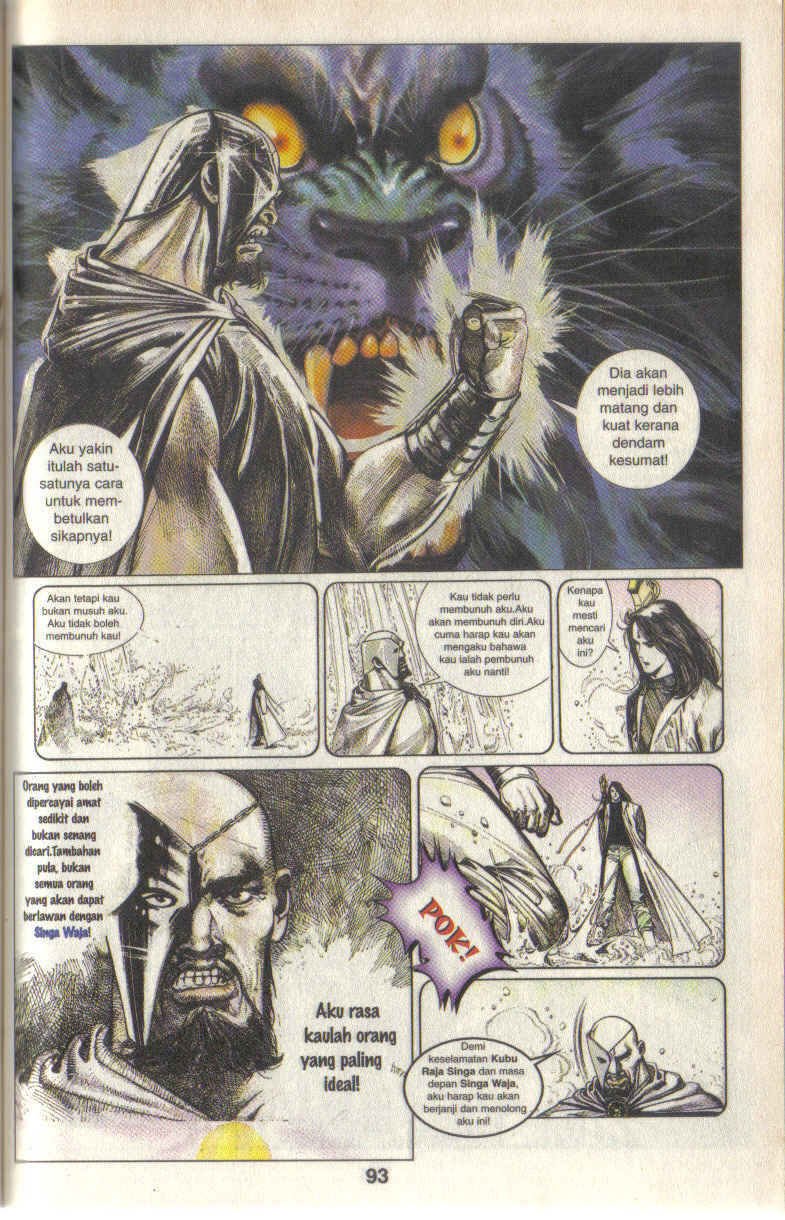 Aku yakin
itulah satu-
satunya cara
untuk mem-
betulkan
sikapnya!
Dia akan
menjadi lebih
matang dan
kuat kerana
dendam
kesumat!
Akan tetapi kau
bukan musuh aku.
Aku tidak boleh
membunuh kau!
Kau tidak perlu
membunuh aku.Aku
akan membunuh diri.Aku
cuma harap kau akan
mengaku bahawa
kau ialah pembunuh
aku nanti!
Kenapa
kau
mesti
mencari
aku
ini?
Orang yang boleh
dipercayai amat
sedikit dan
bukan senang
dicari.Tambahan
pula, bukan
semua orang
yang akan dapat
berlawan dengan
Singa Waja!
Aku rasa
kaulah orang
yang paling
ideal!
POK!
Demi
keselamatan Kubu
Raja Singa dan masa
depan Singa Waja,
aku harap kau akan
berjanji dan menolong
aku ini!
93